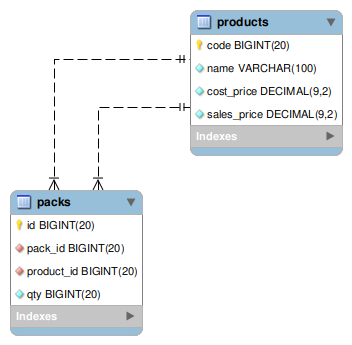 products
code BIGINT(20)
name VARCHAR(100)
cost_price DECIMAL(9,2)
sales_price DECIMAL(9,2)
Indexes
packs
id BIGINT(20)
pack_id BIGINT(20)
product_id BIGINT(20)
qty BIGINT(20)
Indexes